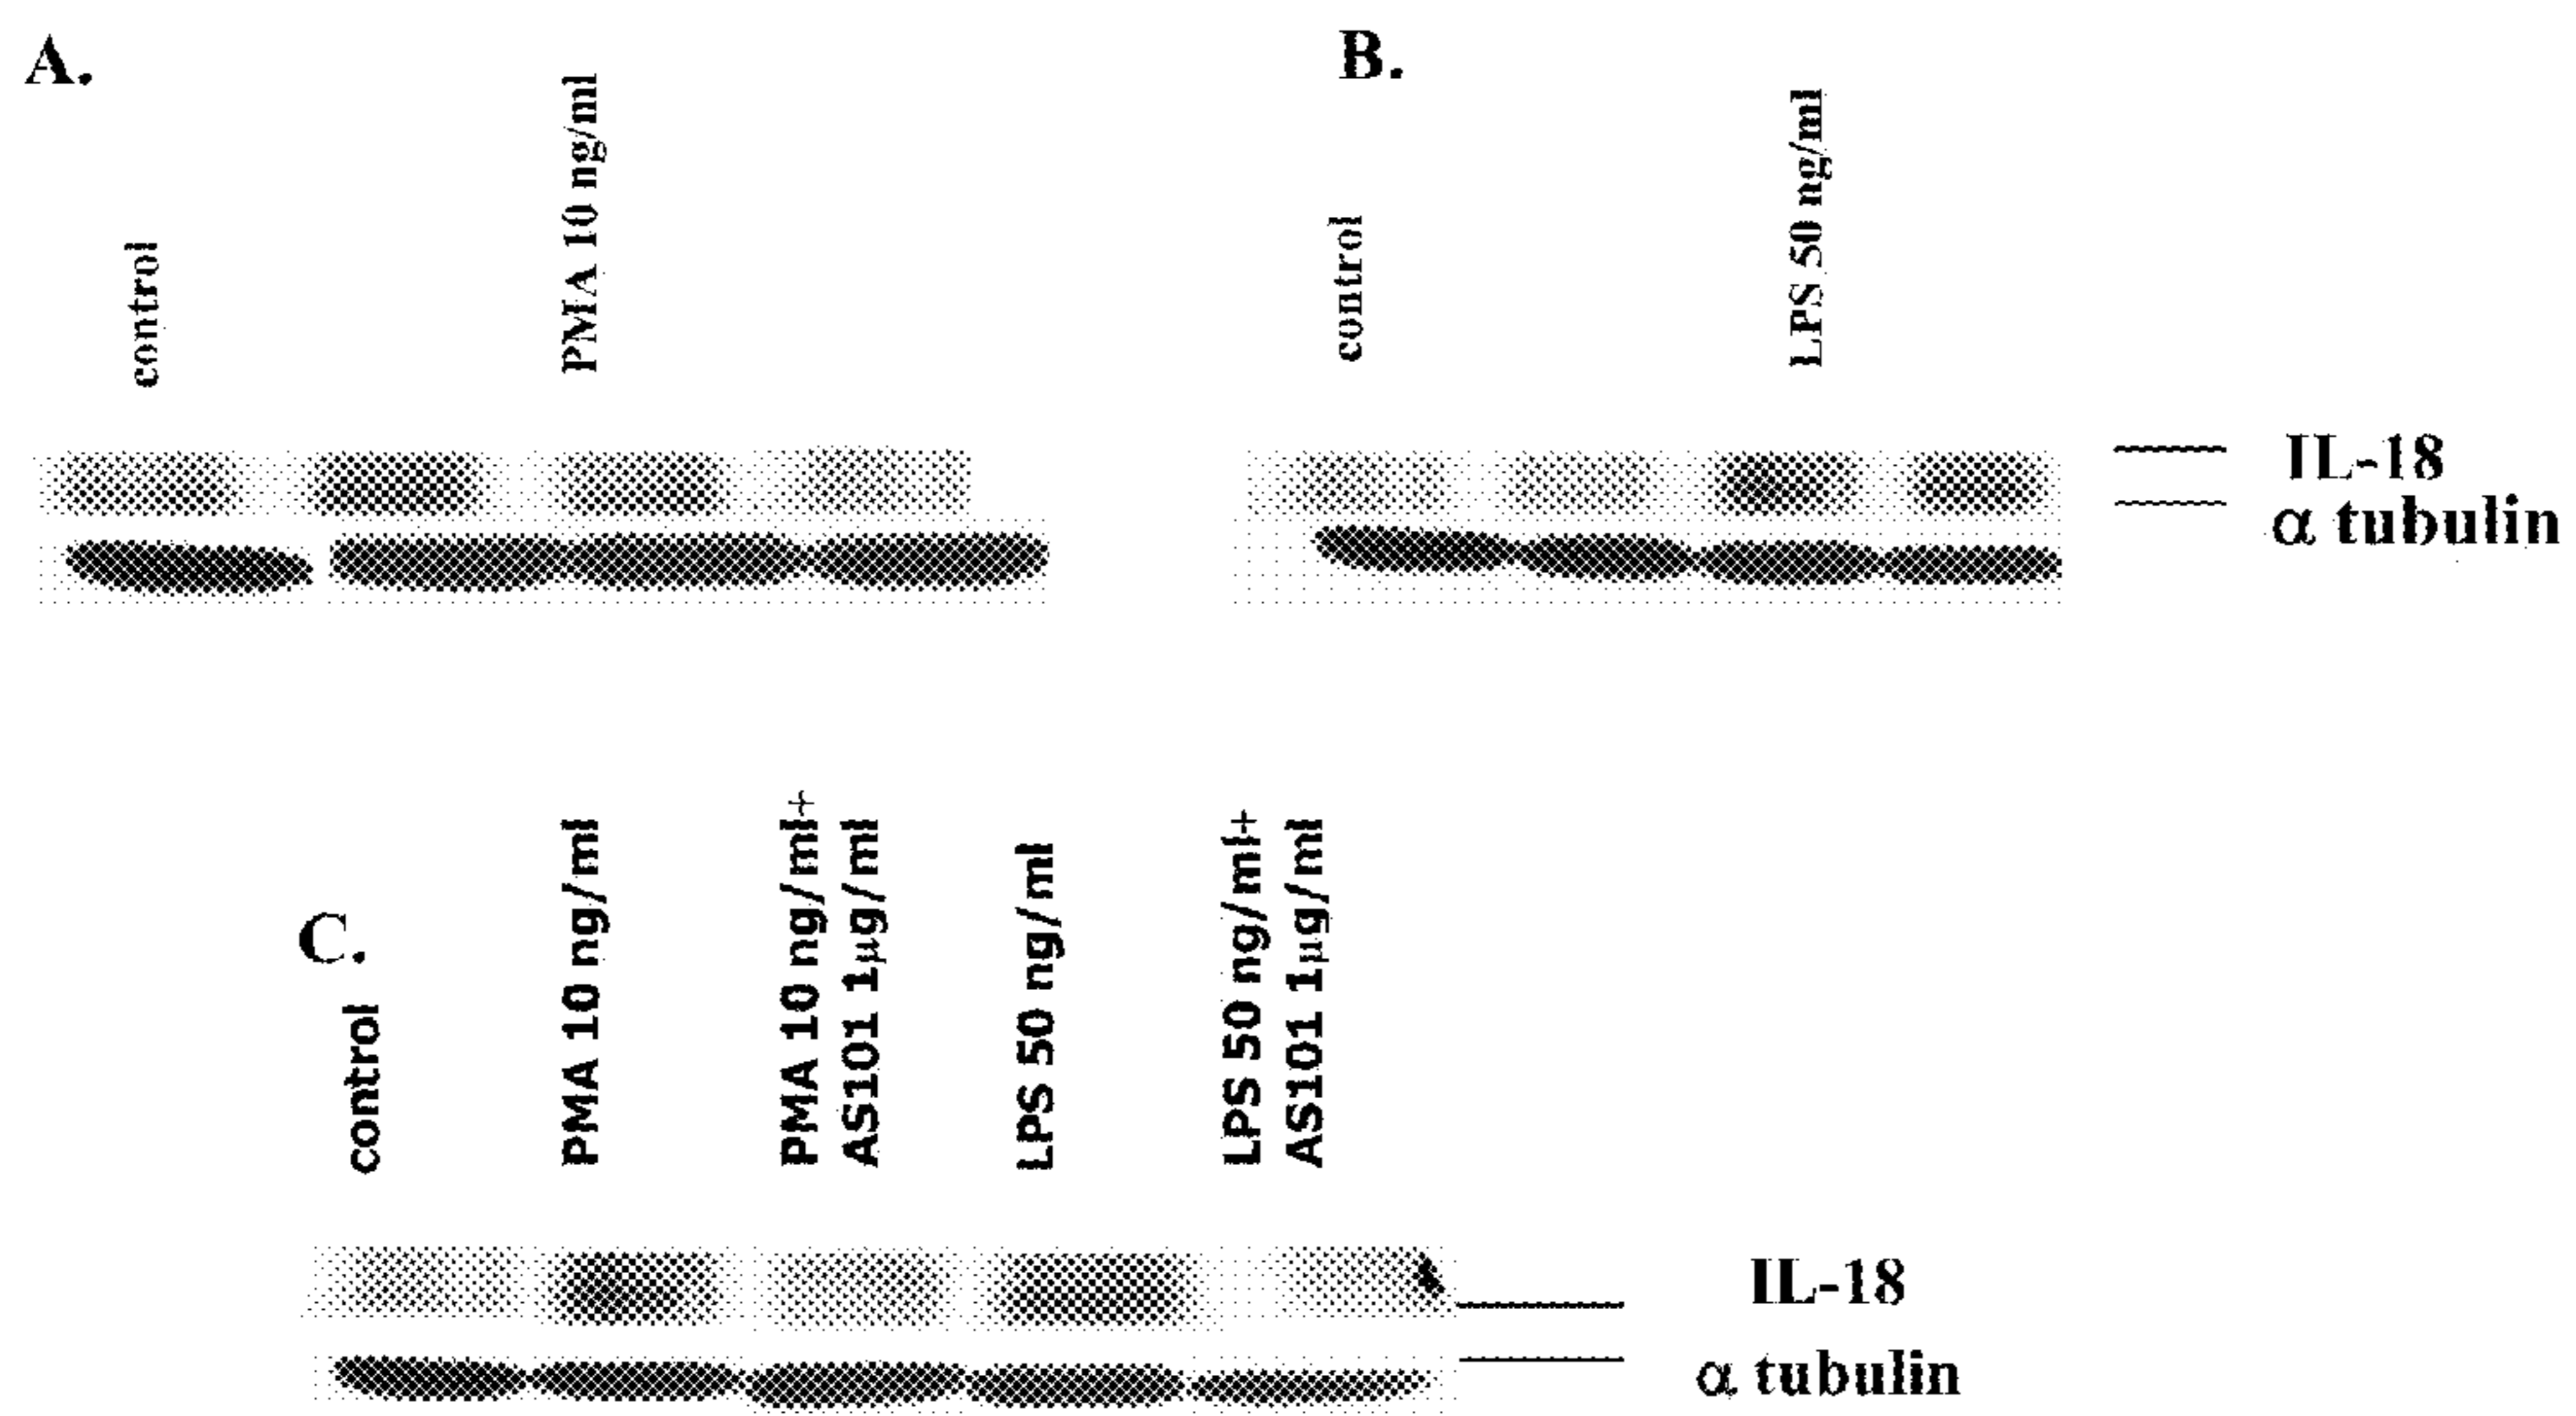 A.
control
PMA 10 ng/ml
B.
control
LPS 50 ng/ml
IL-18
α tubulin
C.
control
PMA 10 ng/ml
PMA 10 ng/ml+
AS101 1µg/ml
LPS 50 ng/ml
LPS 50 ng/ml+
AS101 1µg/ml
IL-18
α tubulin